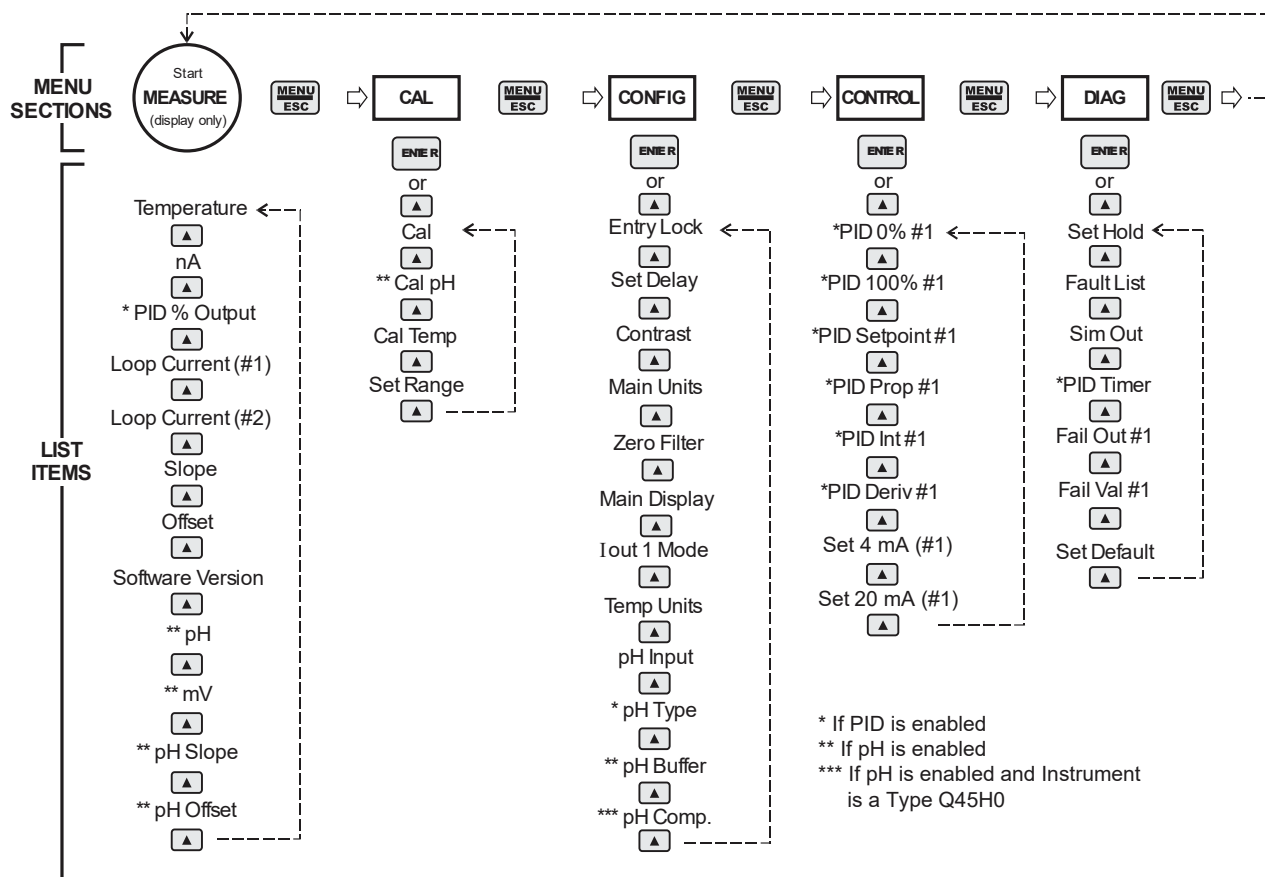 MENU
SECTIONS
Start
MEASURE
(display only)
MENU
ESC
CAL
MENU
ESC
CONFIG
MENU
ESC
CONTROL
MENU
ESC
DIAG
MENU
ESC
LIST
ITEMS
Temperature
nA
* PID % Output
Loop Current (#1)
Loop Current (#2)
Slope
Offset
Software Version
** pH
** mV
** pH Slope
** pH Offset
ENTER
or
Cal
** Cal pH
Cal Temp
Set Range
ENTER
or
Entry Lock
Set Delay
Contrast
Main Units
Zero Filter
Main Display
Iout 1 Mode
Temp Units
pH Input
* pH Type
** pH Buffer
*** pH Comp.
ENTER
or
*PID 0% #1
*PID 100% #1
*PID Setpoint #1
*PID Prop #1
*PID Int #1
*PID Deriv #1
Set 4 mA (#1)
Set 20 mA (#1)
ENTER
or
Set Hold
Fault List
Sim Out
*PID Timer
Fail Out #1
Fail Val #1
Set Default
* If PID is enabled
** If pH is enabled
*** If pH is enabled and Instrument
is a Type Q45H0